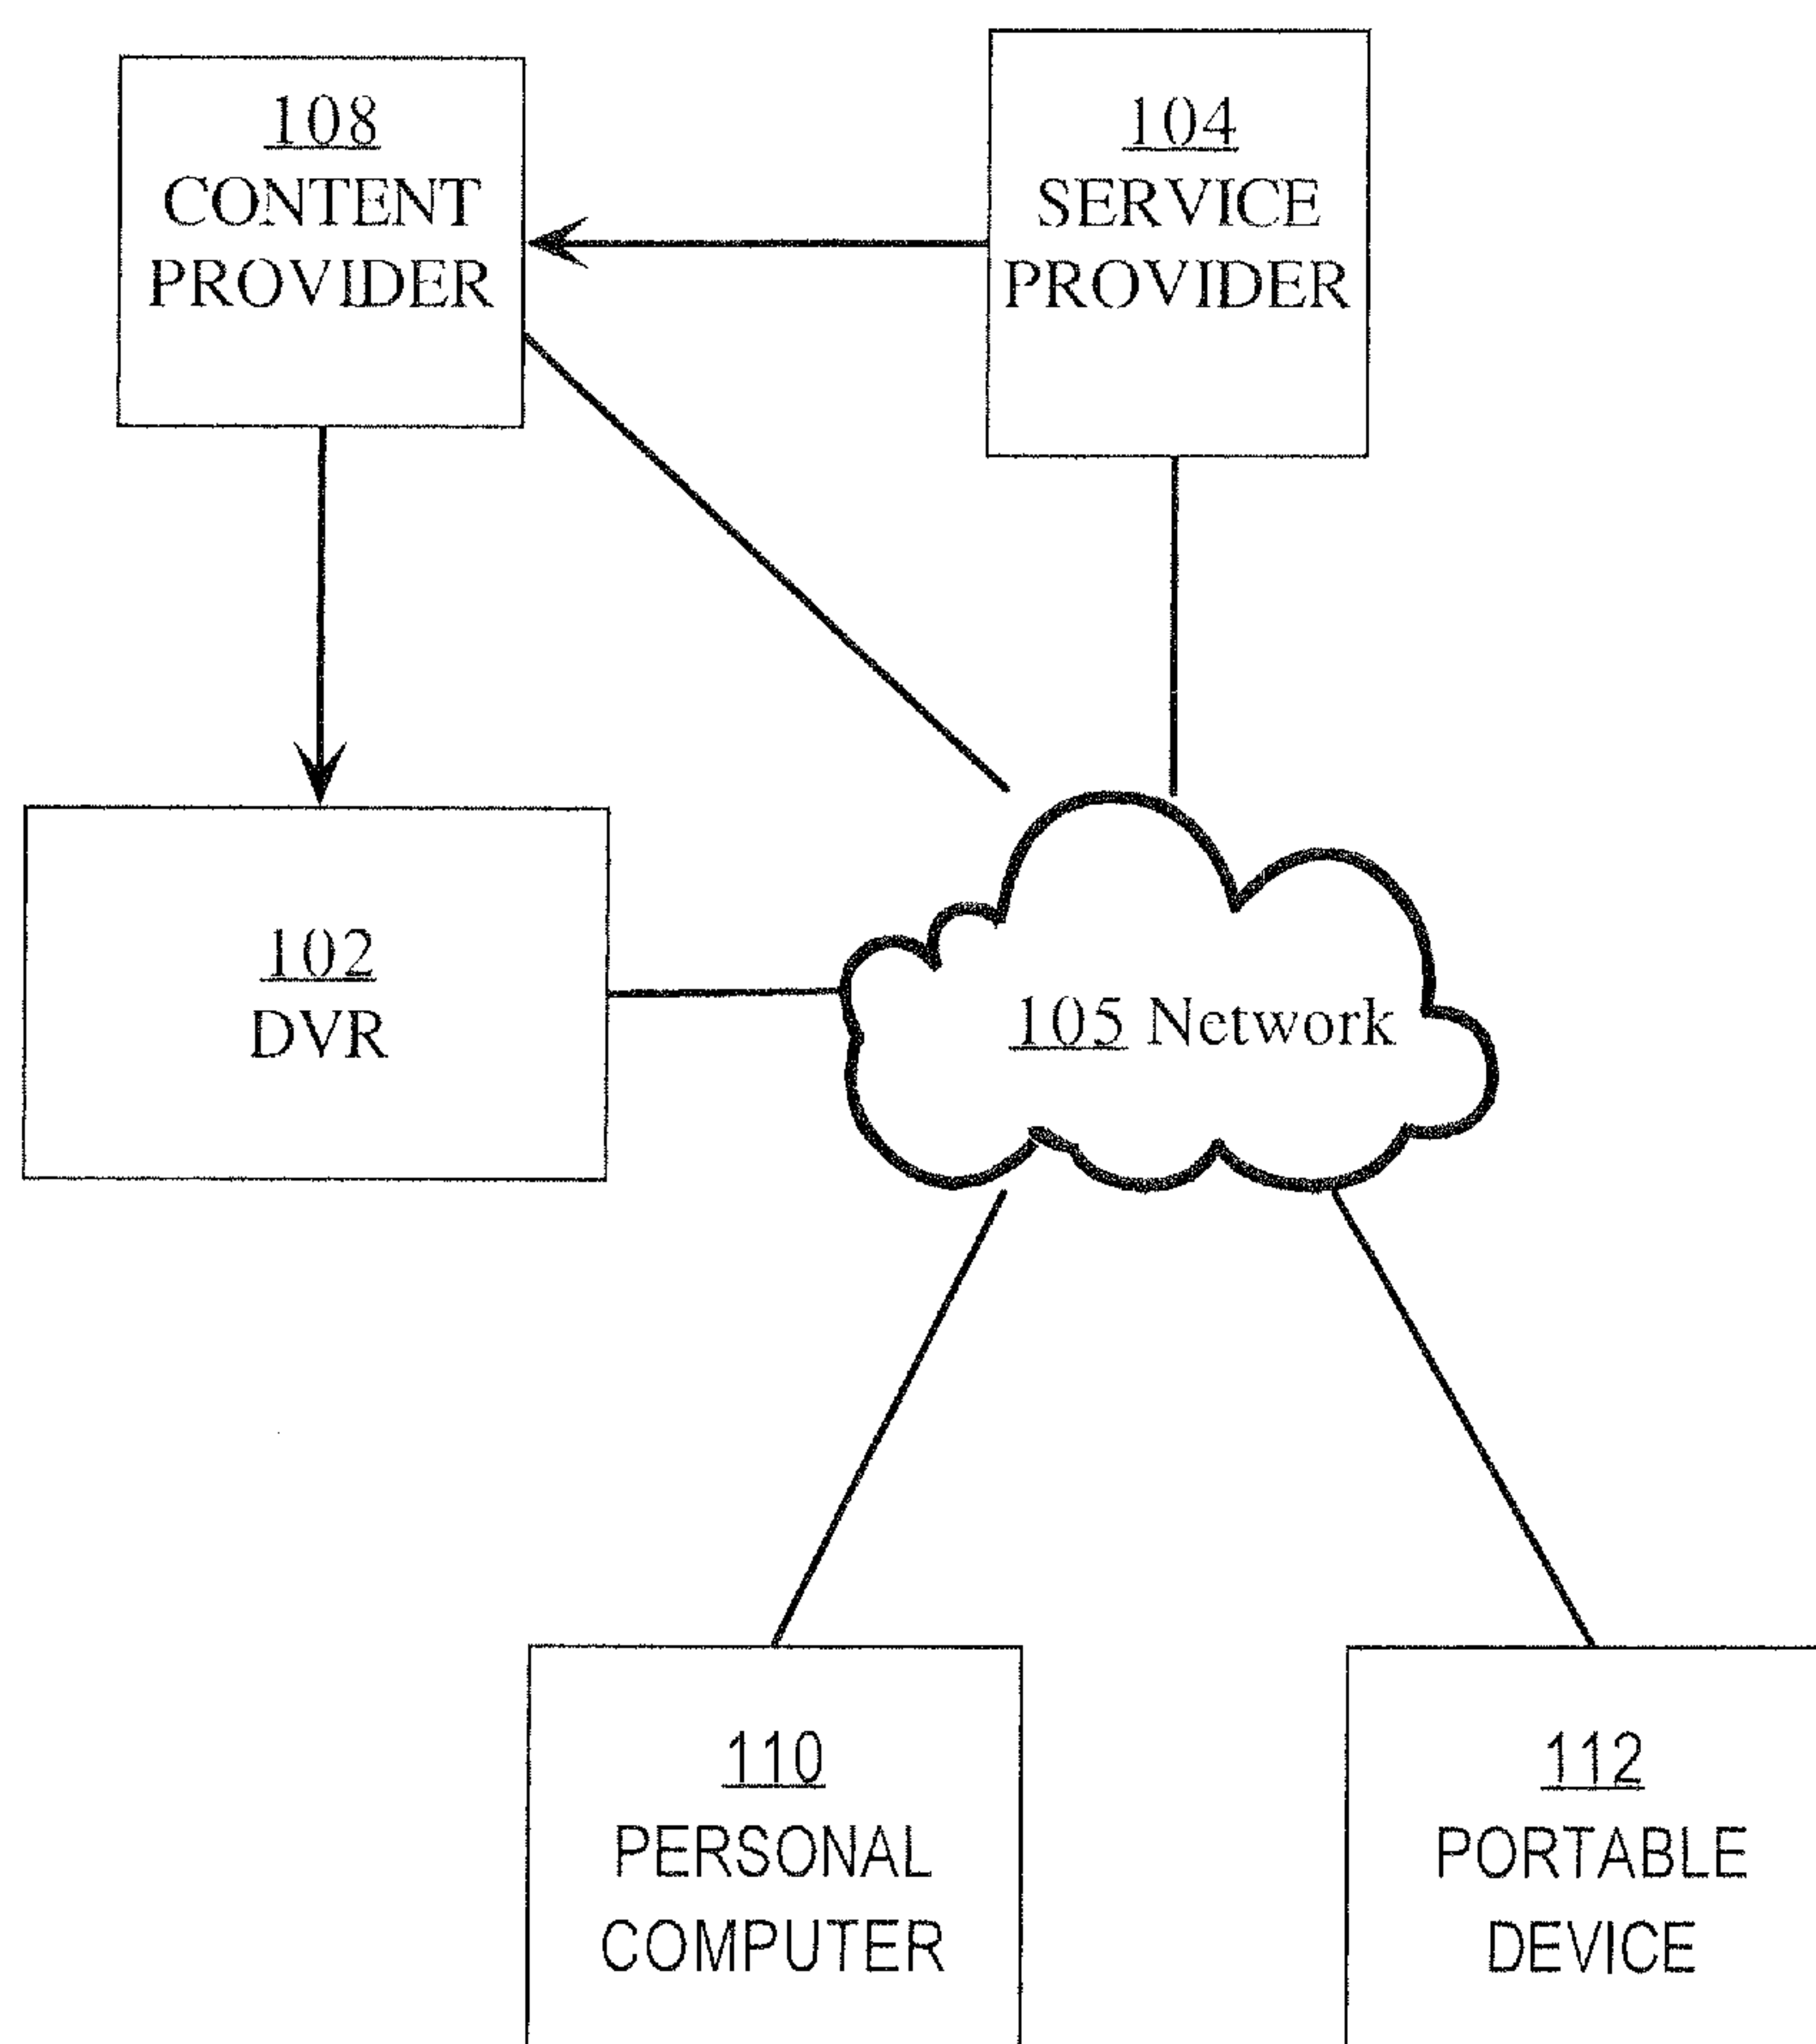 108
CONTENT
PROVIDER
104
SERVICE
PROVIDER
102
DVR
105 Network
110
PERSONAL
COMPUTER
112
PORTABLE
DEVICE